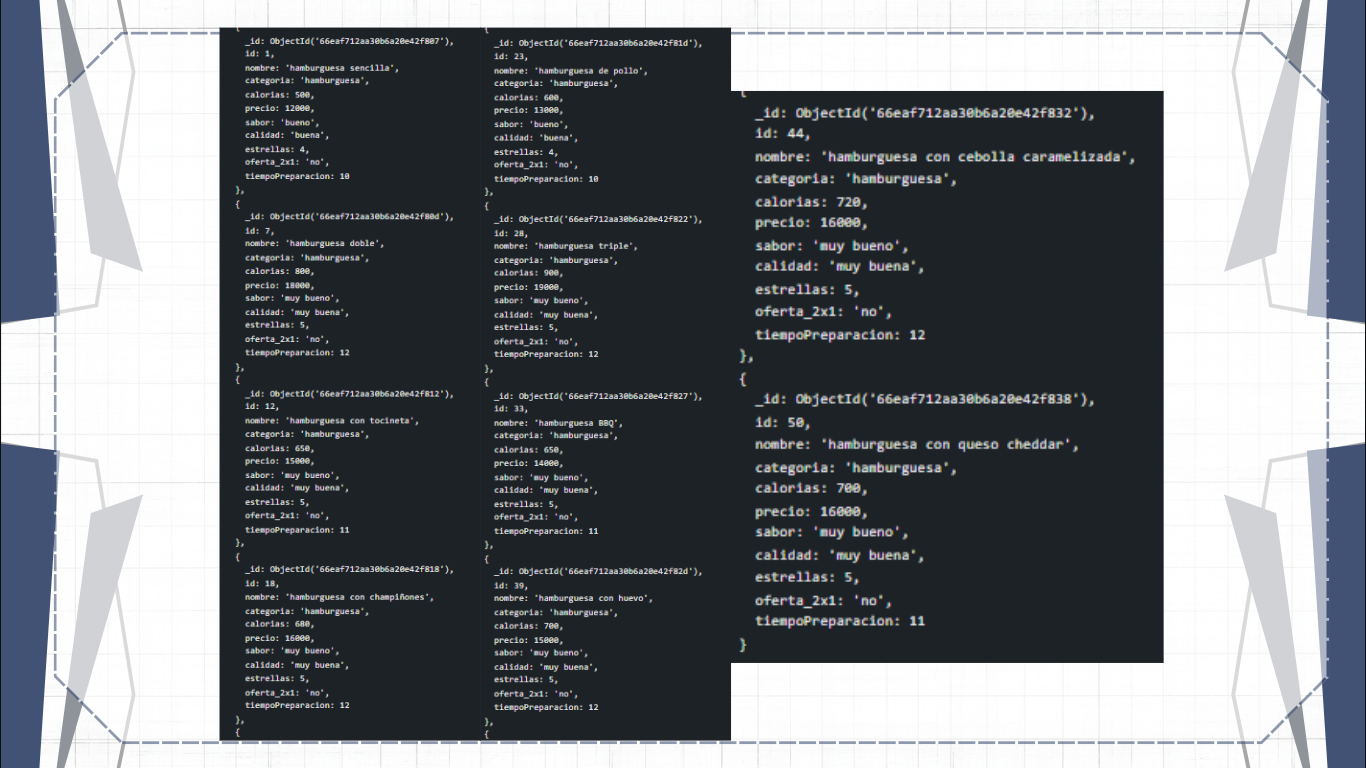 {
_id: ObjectId('66eaf712aa30b6a20e42f807'),
id: 1,
nombre: 'hamburguesa sencilla',
categoria: 'hamburguesa',
calorias: 500,
precio: 12000,
sabor: 'bueno',
calidad: 'buena',
estrellas: 4,
oferta_2x1: 'no',
tiempoPreparacion: 10
},
{
_id: ObjectId('66eaf712aa30b6a20e42f80d'),
id: 7,
nombre: 'hamburguesa doble',
categoria: 'hamburguesa',
calorias: 800,
precio: 18000,
sabor: 'muy bueno',
calidad: 'muy buena',
estrellas: 5,
oferta_2x1: 'no',
tiempoPreparacion: 12
},
{
_id: ObjectId('66eaf712aa30b6a20e42f812'),
id: 12,
nombre: 'hamburguesa con tocineta',
categoria: 'hamburguesa',
calorias: 650,
precio: 15000,
sabor: 'muy bueno',
calidad: 'muy buena',
estrellas: 5,
oferta_2x1: 'no',
tiempoPreparacion: 11
},
{
_id: ObjectId('66eaf712aa30b6a20e42f818'),
id: 18,
nombre: 'hamburguesa con champiñones',
categoria: 'hamburguesa',
calorias: 680,
precio: 16000,
sabor: 'muy bueno',
calidad: 'muy buena',
estrellas: 5,
oferta_2x1: 'no',
tiempoPreparacion: 12
},
{
{
_id: ObjectId('66eaf712aa30b6a20e42f81d'),
id: 23,
nombre: 'hamburguesa de pollo',
categoria: 'hamburguesa',
calorias: 600,
precio: 13000,
sabor: 'bueno',
calidad: 'buena',
estrellas: 4,
oferta_2x1: 'no',
tiempoPreparacion: 10
},
{
_id: ObjectId('66eaf712aa30b6a20e42f822'),
id: 28,
nombre: 'hamburguesa triple',
categoria: 'hamburguesa',
calorias: 900,
precio: 19000,
sabor: 'muy bueno',
calidad: 'muy buena',
estrellas: 5,
oferta_2x1: 'no',
tiempoPreparacion: 12
},
{
_id: ObjectId('66eaf712aa30b6a20e42f827'),
id: 33,
nombre: 'hamburguesa BBQ',
categoria: 'hamburguesa',
calorias: 650,
precio: 14000,
sabor: 'muy bueno',
calidad: 'muy buena',
estrellas: 5,
oferta_2x1: 'no',
tiempoPreparacion: 11
},
{
_id: ObjectId('66eaf712aa30b6a20e42f82d'),
id: 39,
nombre: 'hamburguesa con huevo',
categoria: 'hamburguesa',
calorias: 700,
precio: 15000,
sabor: 'muy bueno',
calidad: 'muy buena',
estrellas: 5,
oferta_2x1: 'no',
tiempoPreparacion: 12
},
{
{
_id: ObjectId('66eaf712aa30b6a20e42f832'),
id: 44,
nombre: 'hamburguesa con cebolla caramelizada',
categoria: 'hamburguesa',
calorias: 720,
precio: 16000,
sabor: 'muy bueno',
calidad: 'muy buena',
estrellas: 5,
oferta_2x1: 'no',
tiempoPreparacion: 12
},
{
_id: ObjectId('66eaf712aa30b6a20e42f838'),
id: 50,
nombre: 'hamburguesa con queso cheddar',
categoria: 'hamburguesa',
calorias: 700,
precio: 16000,
sabor: 'muy bueno',
calidad: 'muy buena',
estrellas: 5,
oferta_2x1: 'no',
tiempoPreparacion: 11
}